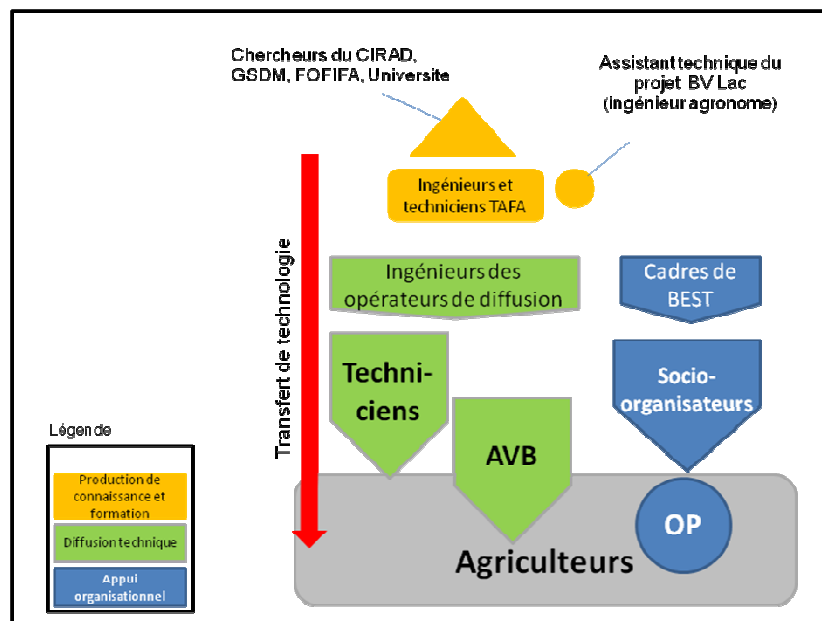 Chercheurs du CIRAD,
GSDM, FOFIFA, Universite
Assistant technique du
projet BV Lac
(ingénieur agronome)
Ingénieurs et
techniciens TAFA
Transfert de technologie
Ingénieurs des
opérateurs de diffusion
Cadres de
BEST
Techni-
ciens
Socio-
organisateurs
AVB
OP
Agriculteurs
Légende
Production de
connaissance et
formation
Diffusion technique
Appui
organisationnel